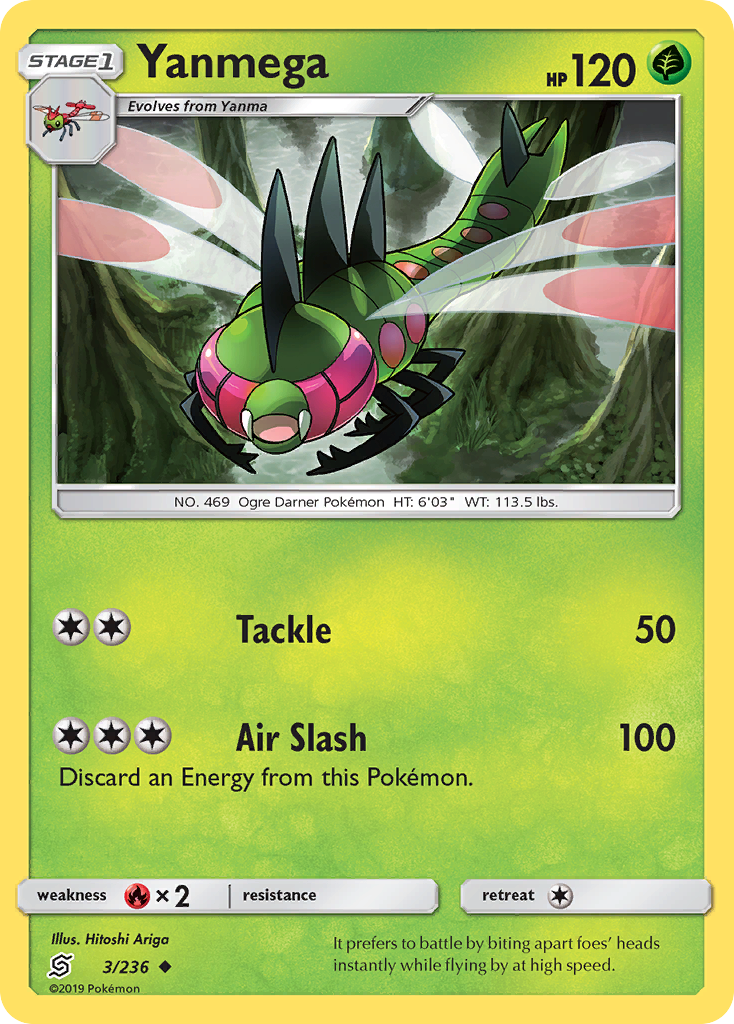 STAGE1
Yanmega
HP 120
Evolves from Yanma
NO. 469 Ogre Darner Pokémon HT: 6'03" WT: 113.5 lbs.
Tackle 50
Air Slash 100
Discard an Energy from this Pokémon.
weakness ×2 resistance retreat
Illus. Hitoshi Ariga
3/236
©2019 Pokémon
It prefers to battle by biting apart foes' heads
instantly while flying by at high speed.